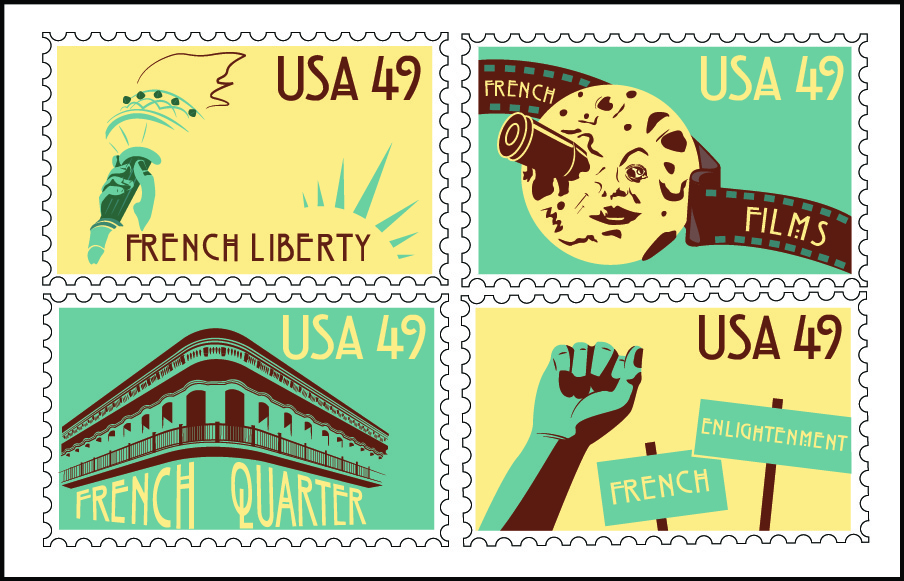 USA 49
FRENCH LIBERTY
USA 49
FRENCH
FILMS
USA 49
FRENCH QUARTER
USA 49
ENLIGHTENMENT
FRENCH